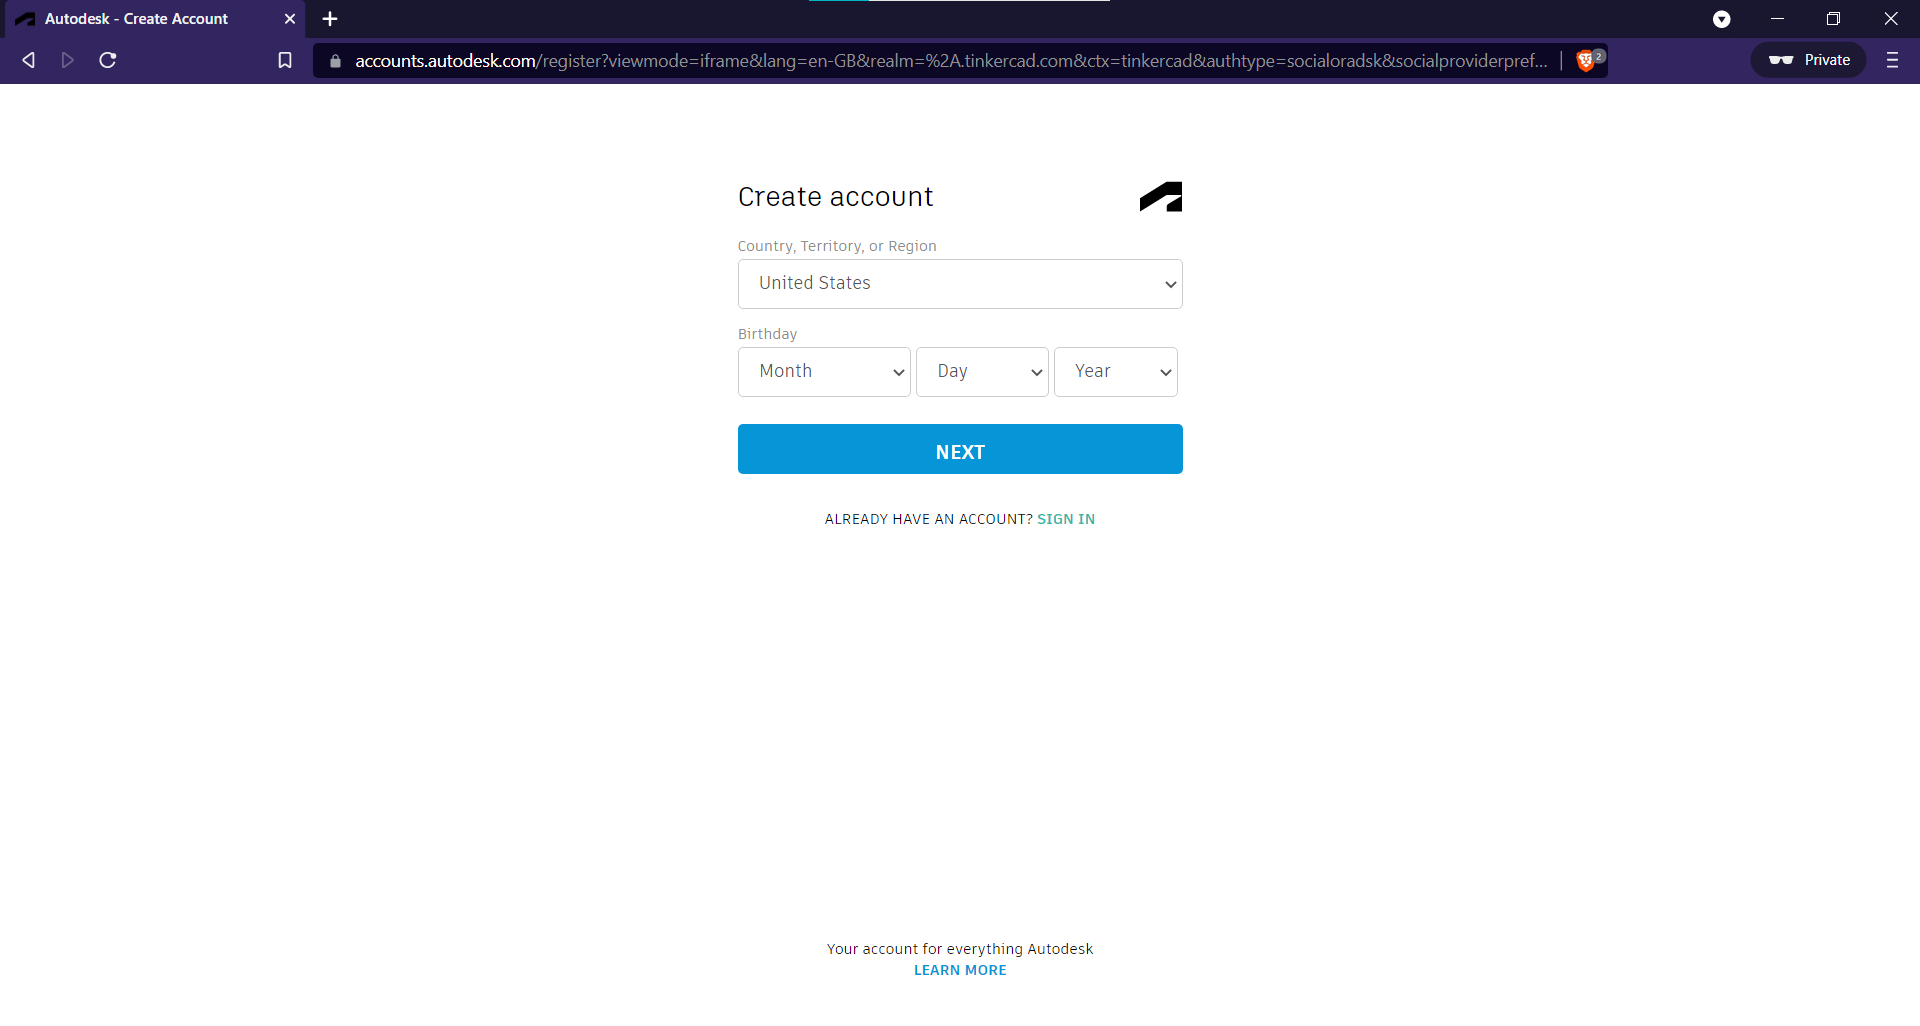 Autodesk - Create Account
accounts.autodesk.com/register?viewmode=iframe&lang=en-GB&realm=%2A.tinkercad.com&ctx=tinkercad&authtype=socialoradsk&socialproviderpref...
2
Private
Create account
Country, Territory, or Region
United States
Birthday
Month Day Year
NEXT
ALREADY HAVE AN ACCOUNT? SIGN IN
Your account for everything Autodesk
LEARN MORE